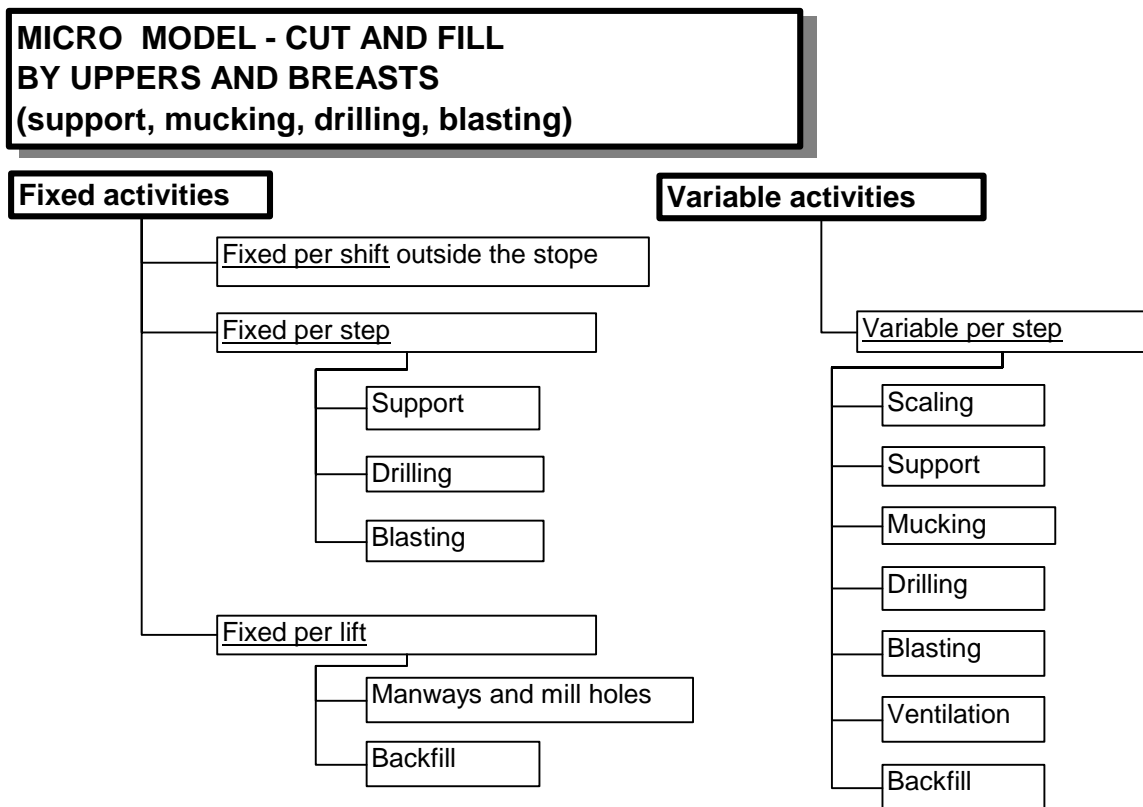 MICRO MODEL - CUT AND FILL
BY UPPERS AND BREASTS
(support, mucking, drilling, blasting)
Fixed activities
Fixed per shift outside the stope
Fixed per step
Support
Drilling
Blasting
Fixed per lift
Manways and mill holes
Backfill
Variable activities
Variable per step
Scaling
Support
Mucking
Drilling
Blasting
Ventilation
Backfill